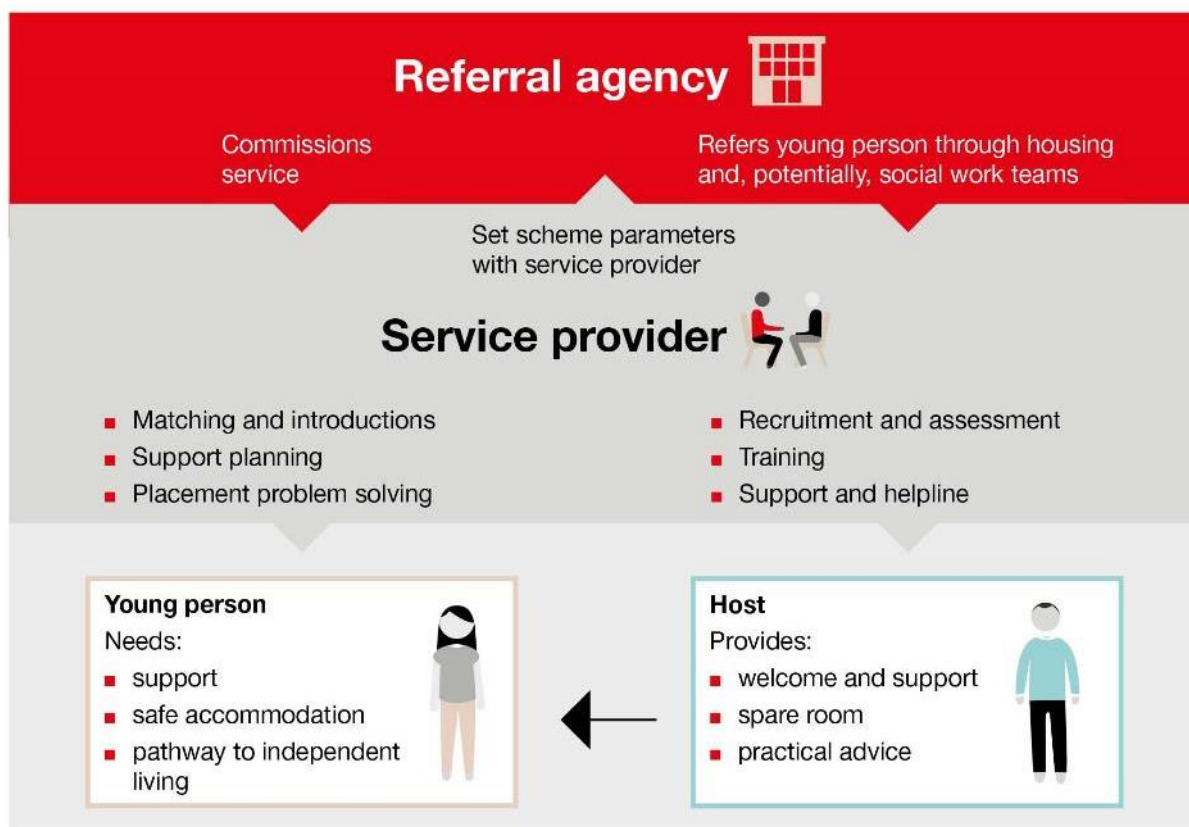 Referral agency
Commissions
service
Refers young person through housing
and, potentially, social work teams
Set scheme parameters
with service provider
Service provider
Matching and introductions
Support planning
Placement problem solving
Recruitment and assessment
Training
Support and helpline
Young person
Needs:
support
safe accommodation
pathway to independent
living
Host
Provides:
welcome and support
spare room
practical advice